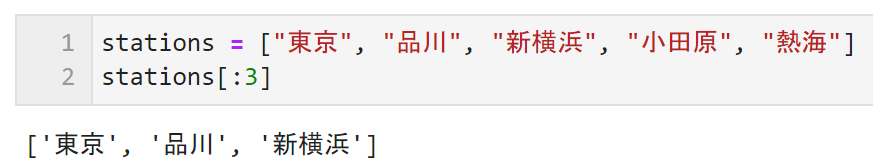 1 stations = ["東京", "品川", "新横浜", "小田原", "熱海"]
2 stations[:3]
['東京', '品川', '新横浜']